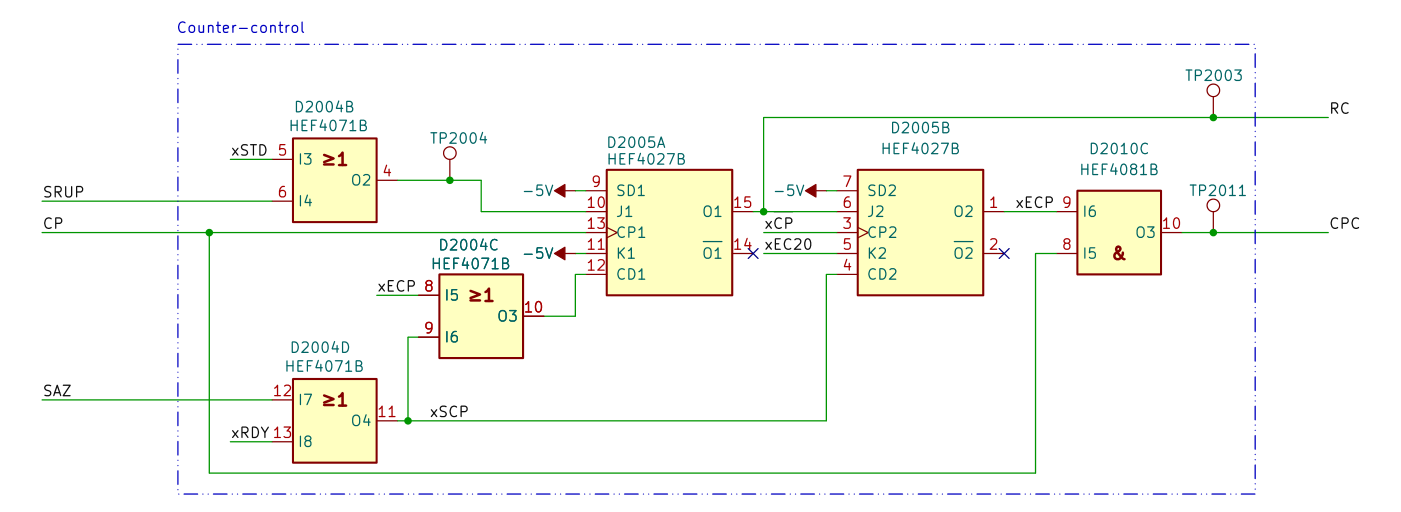 Counter-control
TP2003
RC
D2004B
HEF4071B
TP2004
D2005A
HEF4027B
D2005B
HEF4027B
D2010C
HEF4081B
xSTD 5 I3 ≥1
O2 4
SRUP 6 I4
-5V 9 SD1
10 J1 O1 15
CP 13 CP1
-5V 11 K1 O1 14
12 CD1
-5V 7 SD2
6 J2 O2 1
xCP 3 CP2
xEC20 5 K2 O2 2
4 CD2
xECP 9 I6
O3 10
8 I5 &
TP2011
CPC
D2004C
HEF4071B
xECP 8 I5 ≥1
O3 10
9 I6
D2004D
HEF4071B
SAZ 12 I7 ≥1
O4 11 xSCP
xRDY 13 I8